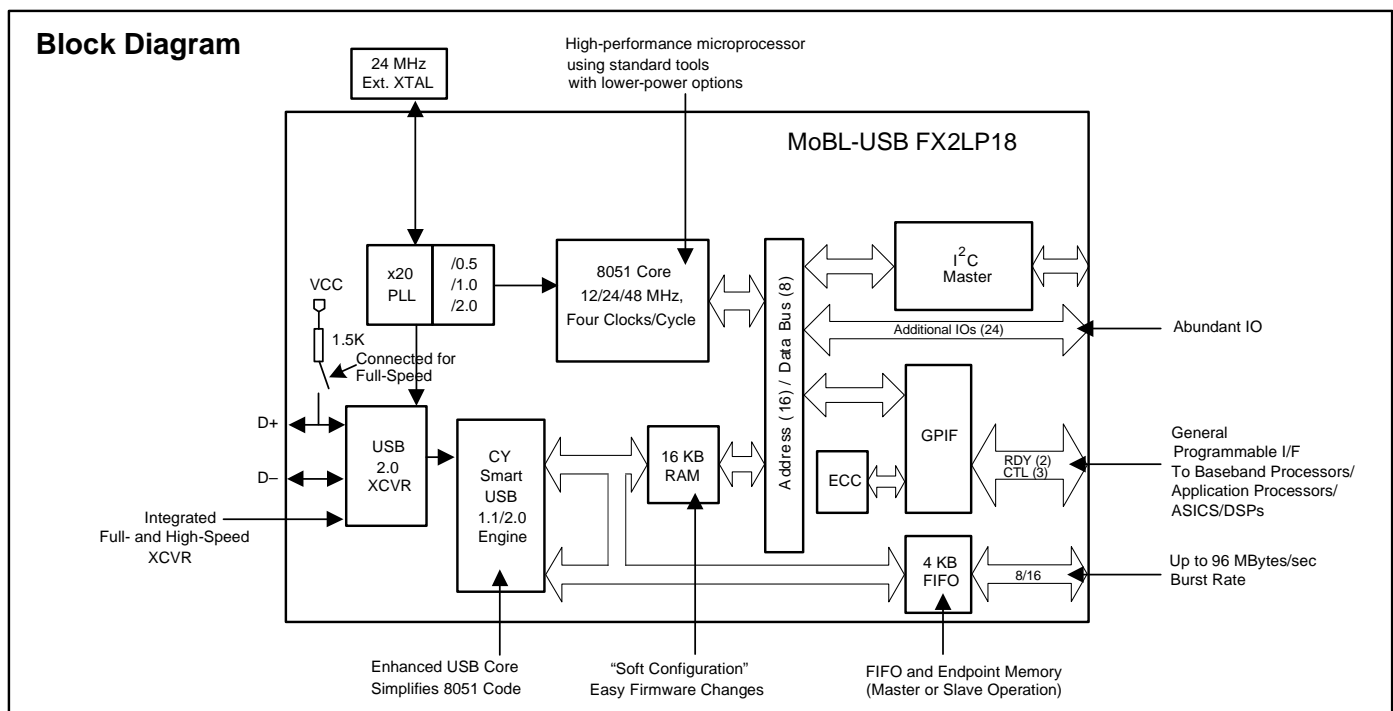 Block Diagram
24 MHz
Ext. XTAL
High-performance microprocessor
using standard tools
with lower-power options
MoBL-USB FX2LP18
x20
PLL
/0.5
/1.0
/2.0
8051 Core
12/24/48 MHz,
Four Clocks/Cycle
Address (16) / Data Bus (8)
I²C
Master
Additional IOs (24)
Abundant IO
VCC
1.5K
Connected for
Full-Speed
D+
D–
USB
2.0
XCVR
CY
Smart
USB
1.1/2.0
Engine
16 KB
RAM
ECC
GPIF
RDY (2)
CTL (3)
General
Programmable I/F
To Baseband Processors/
Application Processors/
ASICS/DSPs
Integrated
Full- and High-Speed
XCVR
4 KB
FIFO
8/16
Up to 96 MBytes/sec
Burst Rate
Enhanced USB Core
Simplifies 8051 Code
“Soft Configuration”
Easy Firmware Changes
FIFO and Endpoint Memory
(Master or Slave Operation)